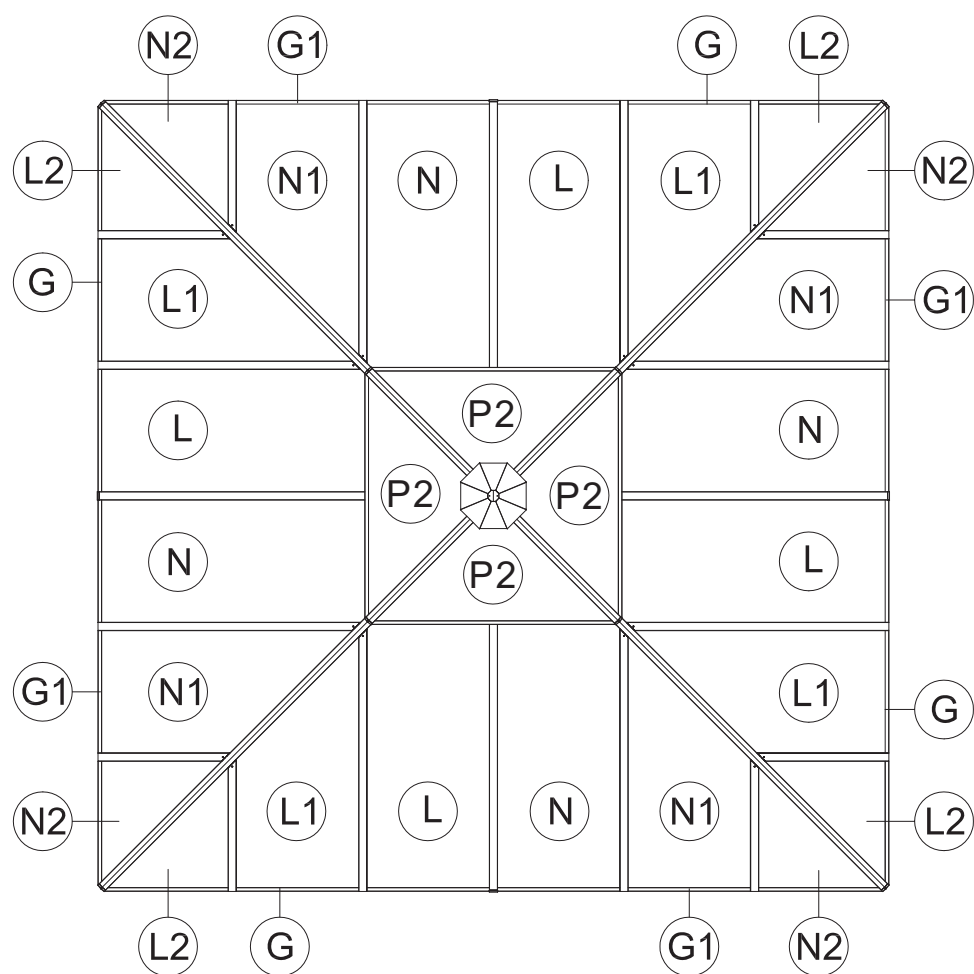 N2 G1 G L2
L2 N1 N L L1 N2
G L1 N1 G1
P2
L N
P2 P2
N P2 L
G1 N1 L1 G
N2 L1 L N N1 L2
L2 G G1 N2